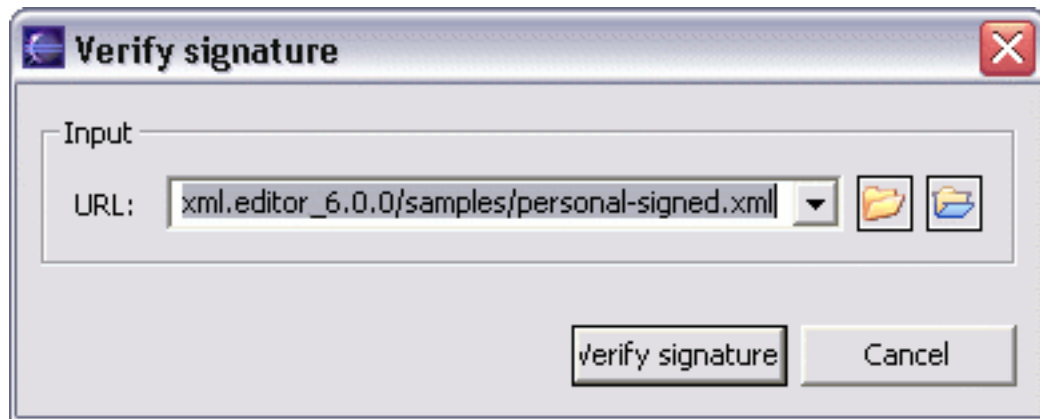 Verify signature
Input
URL: xml.editor_6.0.0/samples/personal-signed.xml
Verify signature Cancel